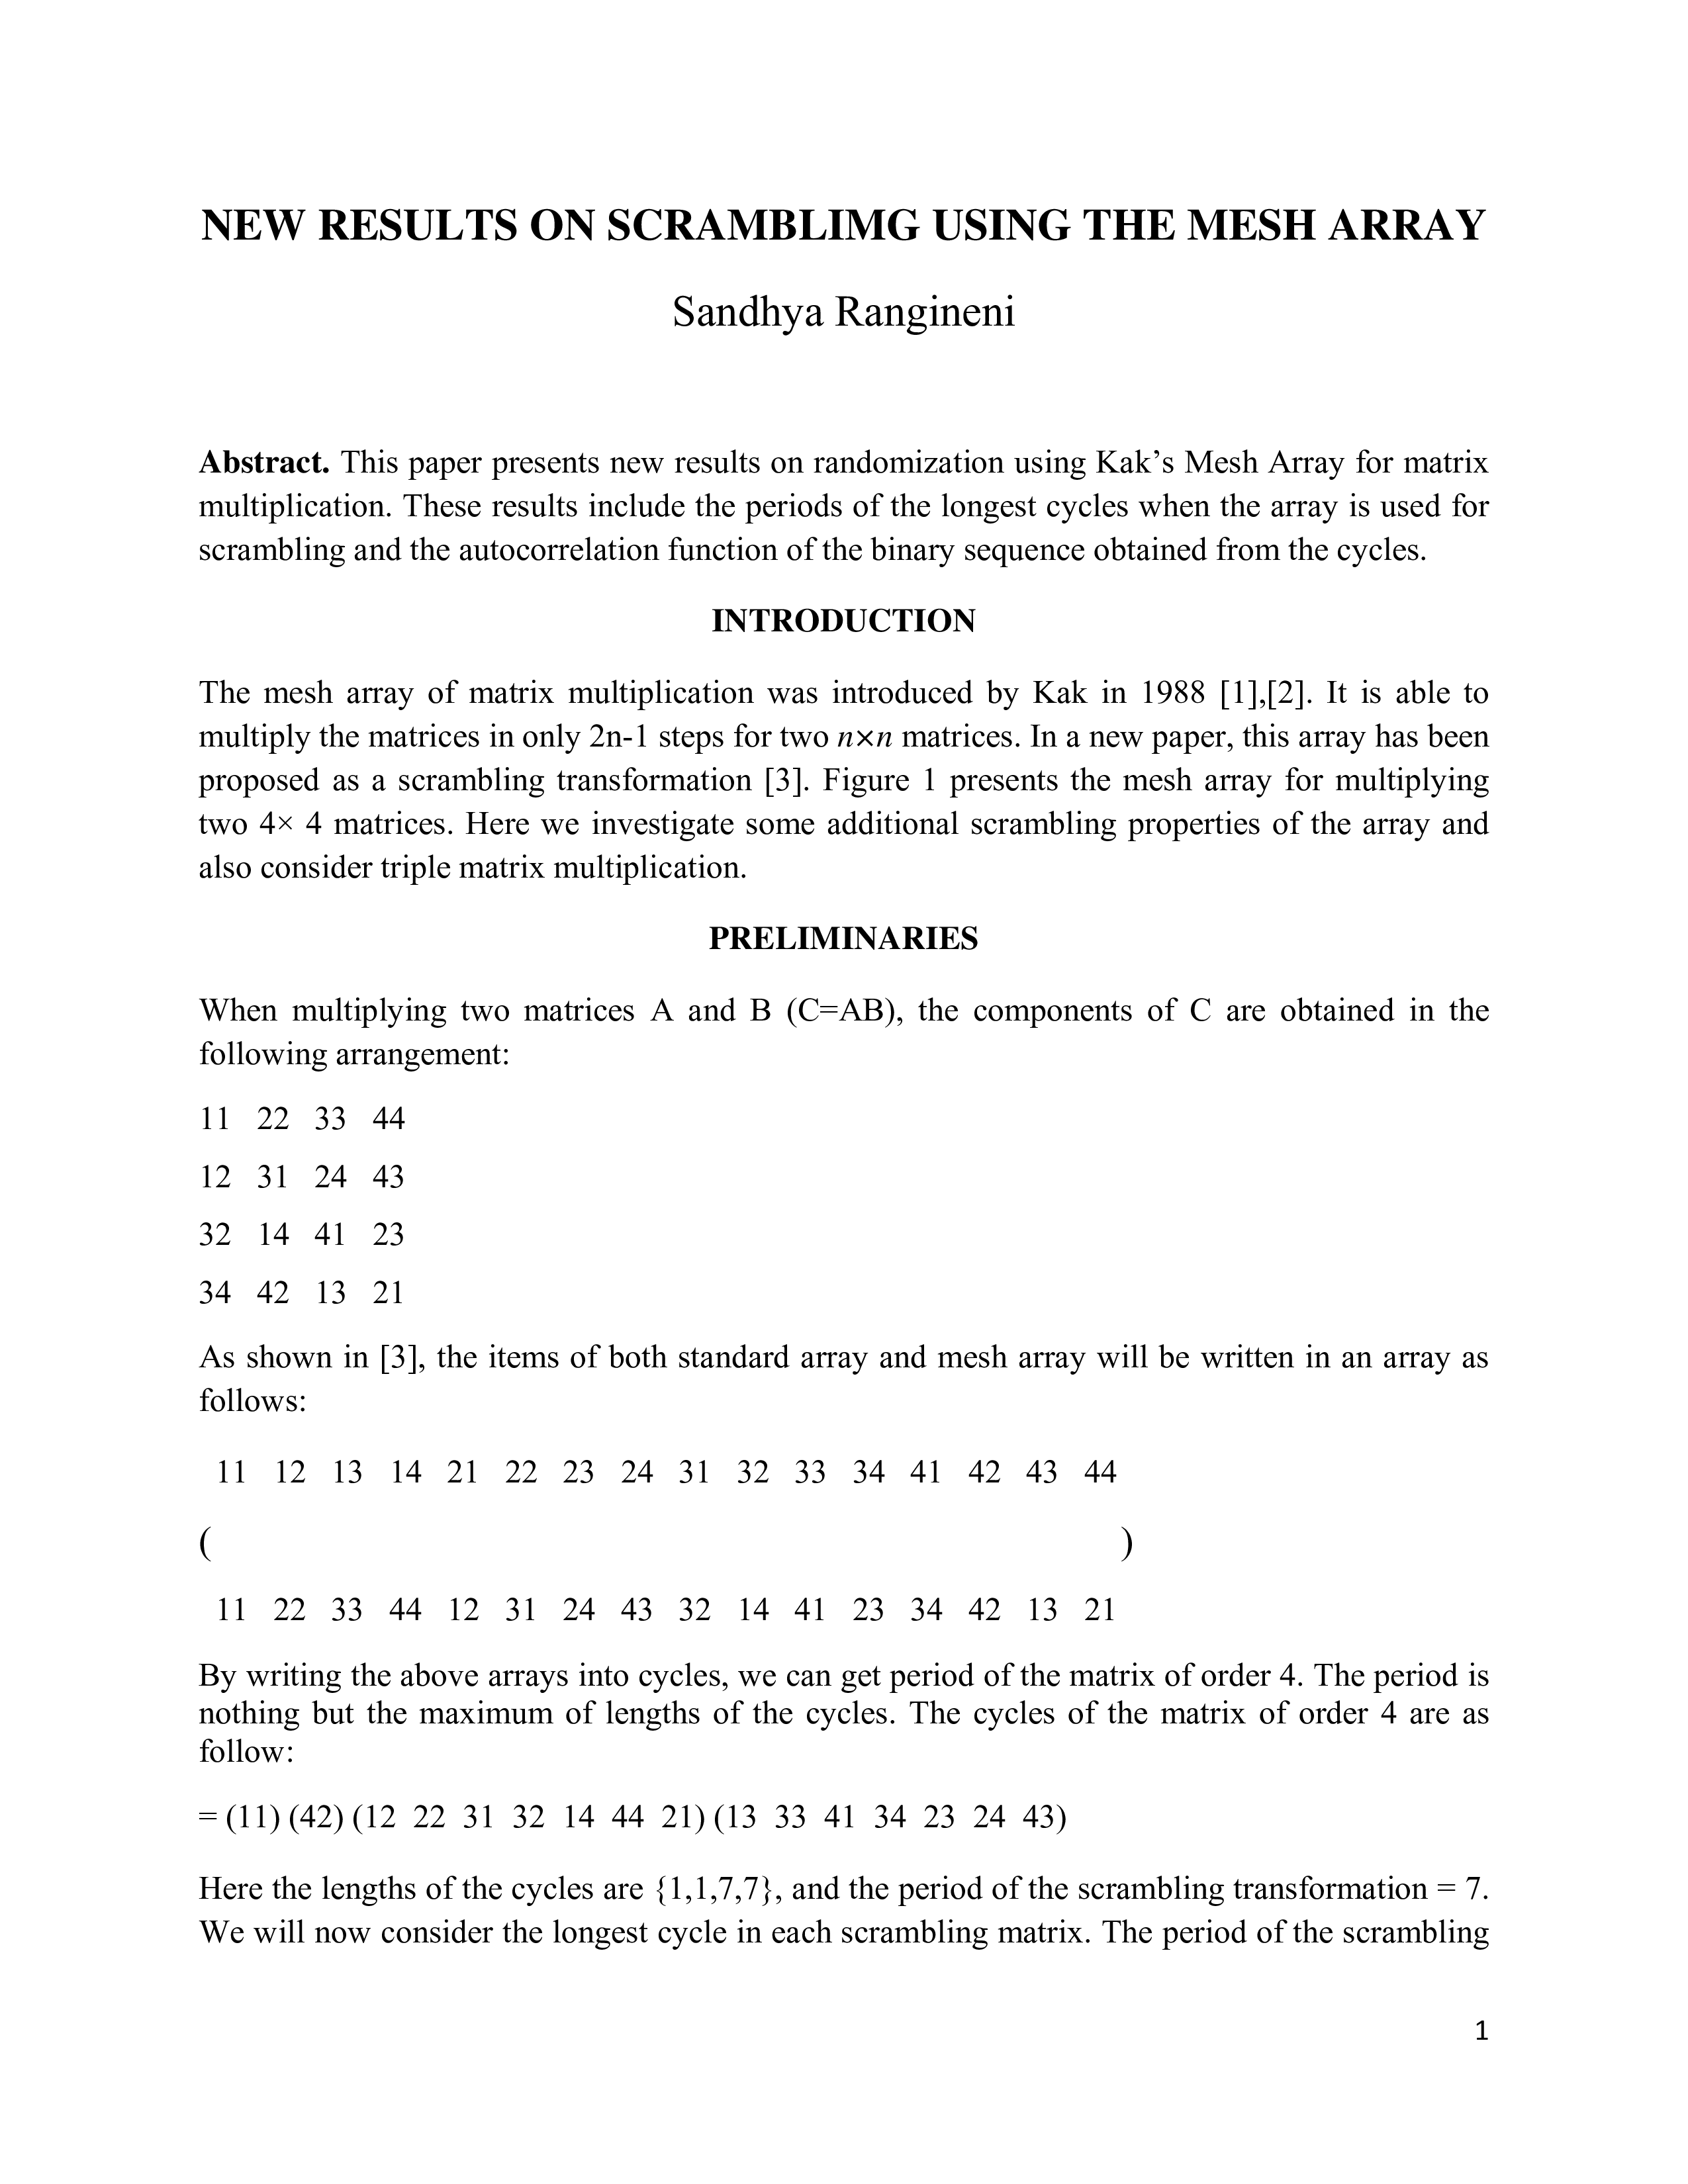 NEW RESULTS ON SCRAMBLIMG USING THE MESH ARRAY
Sandhya Rangineni
Abstract. This paper presents new results on randomization using Kak’s Mesh Array for matrix
multiplication. These results include the periods of the longest cycles when the array is used for
scrambling and the autocorrelation function of the binary sequence obtained from the cycles.
INTRODUCTION
The mesh array of matrix multiplication was introduced by Kak in 1988 [1],[2]. It is able to
multiply the matrices in only 2n-1 steps for two n×n matrices. In a new paper, this array has been
proposed as a scrambling transformation [3]. Figure 1 presents the mesh array for multiplying
two 4× 4 matrices. Here we investigate some additional scrambling properties of the array and
also consider triple matrix multiplication.
PRELIMINARIES
When multiplying two matrices A and B (C=AB), the components of C are obtained in the
following arrangement:
11 22 33 44
12 31 24 43
32 14 41 23
34 42 13 21
As shown in [3], the items of both standard array and mesh array will be written in an array as
follows:
11 12 13 14 21 22 23 24 31 32 33 34 41 42 43 44
( )
11 22 33 44 12 31 24 43 32 14 41 23 34 42 13 21
By writing the above arrays into cycles, we can get period of the matrix of order 4. The period is
nothing but the maximum of lengths of the cycles. The cycles of the matrix of order 4 are as
follow:
= (11) (42) (12 22 31 32 14 44 21) (13 33 41 34 23 24 43)
Here the lengths of the cycles are {1,1,7,7}, and the period of the scrambling transformation = 7.
We will now consider the longest cycle in each scrambling matrix. The period of the scrambling
1